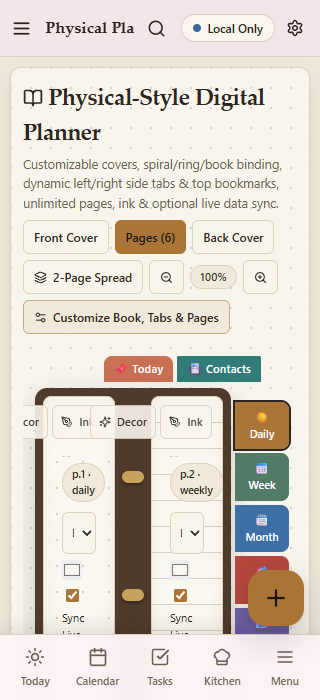 Physical Pla
Local Only
Physical-Style Digital
Planner
Customizable covers, spiral/ring/book binding,
dynamic left/right side tabs & top bookmarks,
unlimited pages, ink & optional live data sync.
Front Cover
Pages (6)
Back Cover
2-Page Spread
100%
Customize Book, Tabs & Pages
Today
Contacts
cor
Ink
Decor
Ink
Daily
p.1 ·
daily
p.2 ·
weekly
Week
Month
Sync
Sync
Today
Calendar
Tasks
Kitchen
Menu